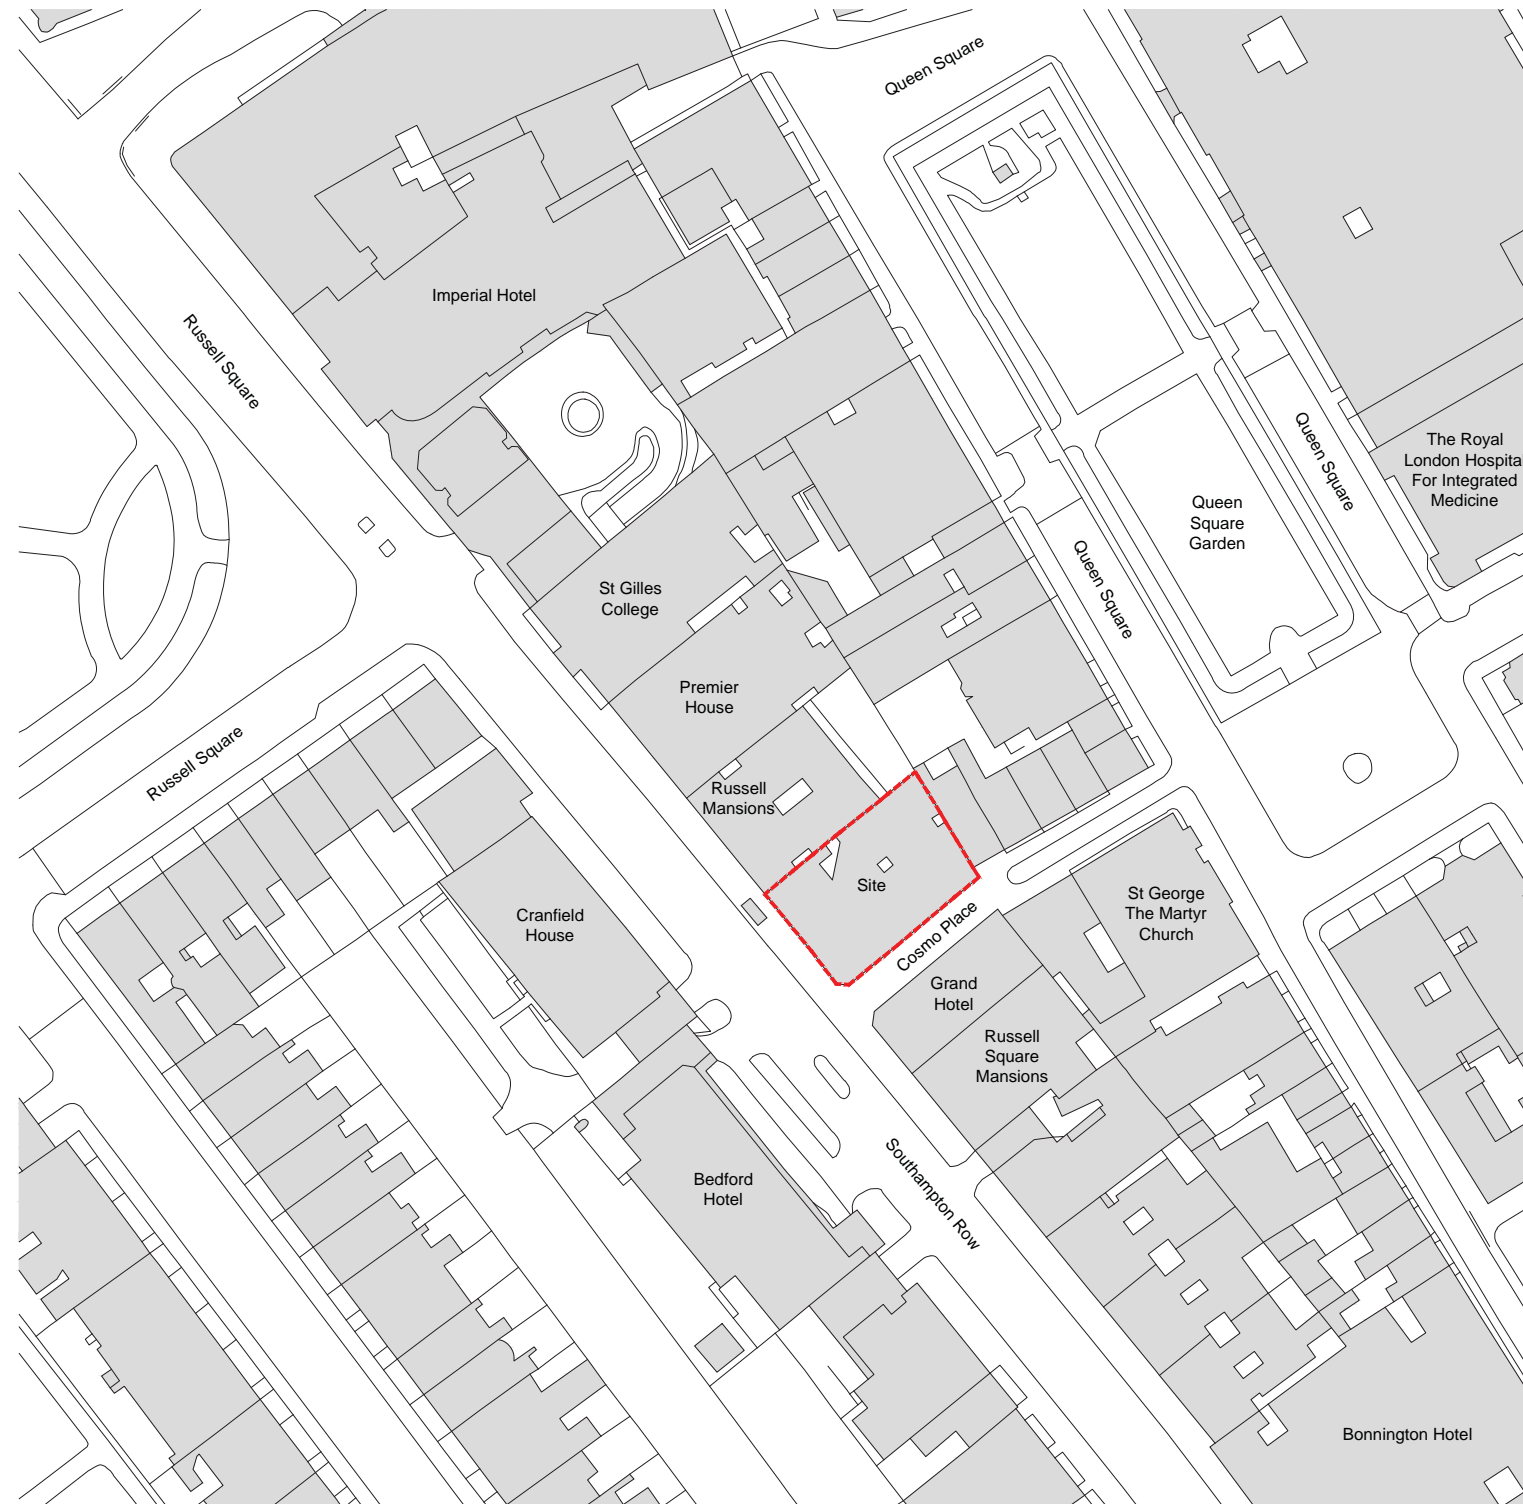 Queen Square
Imperial Hotel
Russell Square
Queen Square
The Royal
London Hospita
For Integrated
Medicine
Queen
Square
Garden
Queen Square
St Gilles
College
Premier
House
Russell Square
Russell
Mansions
Site
St George
The Martyr
Church
Cranfield
House
Cosmo Place
Grand
Hotel
Russell
Square
Mansions
Bedford
Hotel
Southampton Row
Bonnington Hotel